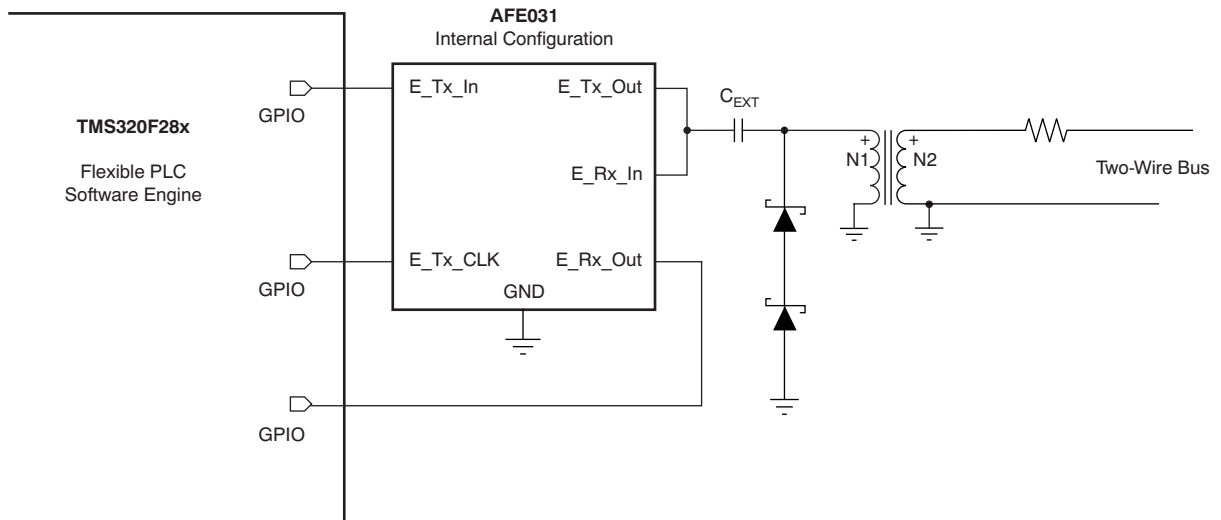 AFE031
Internal Configuration
E_Tx_In
E_Tx_Out
GPIO
C_EXT
TMS320F28x
Flexible PLC
Software Engine
+
N1
+
N2
Two-Wire Bus
E_Rx_In
E_Tx_CLK
E_Rx_Out
GPIO
GND
GPIO